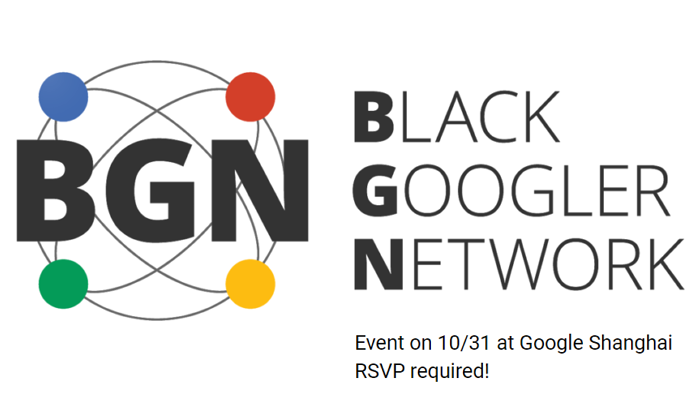 BGN
BLACK
GOOGLER
NETWORK
Event on 10/31 at Google Shanghai
RSVP required!